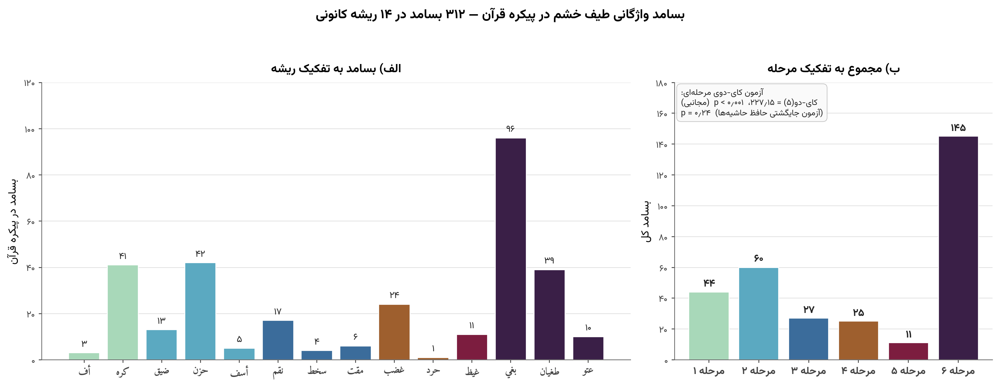 بسامد واژگانی طیف خشم در پیکره قرآن — ۳۱۲ بسامد در ۱۴ ریشه کانونی
الف) بسامد به تفکیک ریشه
بسامد در پیکره قرآن
۱۲۰
۱۰۰
۸۰
۶۰
۴۰
۲۰
۰
۳
۴۱
۱۳
۴۲
۵
۱۷
۴
۶
۲۴
۱
۱۱
۹۶
۳۹
۱۰
أف
کره
ضیق
حزن
أسف
نقم
سخط
مقت
غضب
حرد
غیظ
بغي
طغیان
عتو
ب) مجموع به تفکیک مرحله
آزمون کای-دوی مرحله‌ای:
کای-دو(۵) = ۲۲۷٫۱۵، p < ۰٫۰۰۱ (مجانبی)
p = ۰٫۲۴ (آزمون جایگشتی حافظ حاشیه‌ها)
بسامد کل
۱۸۰
۱۶۰
۱۴۰
۱۲۰
۱۰۰
۸۰
۶۰
۴۰
۲۰
۰
۴۴
۶۰
۲۷
۲۵
۱۱
۱۴۵
مرحله ۱
مرحله ۲
مرحله ۳
مرحله ۴
مرحله ۵
مرحله ۶